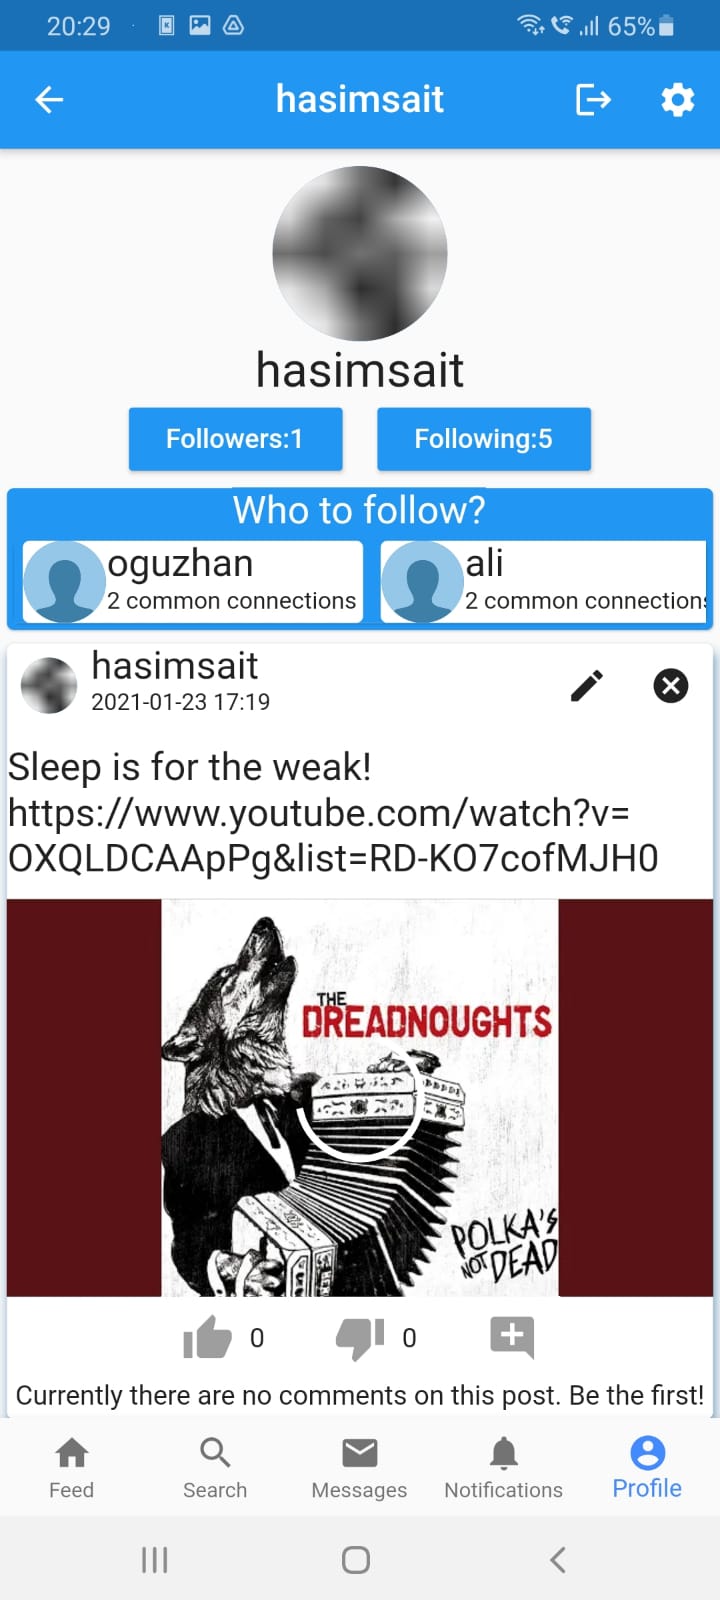 20:29
65%
hasimsait
hasimsait
Followers:1
Following:5
Who to follow?
oguzhan
2 common connections
ali
2 common connections
hasimsait
2021-01-23 17:19
Sleep is for the weak!
https://www.youtube.com/watch?v=
OXQLDCAApPg&list=RD-KO7cofMJH0
THE
DREADNOUGHTS
POLKA'S
NOT DEAD
0
0
Currently there are no comments on this post. Be the first!
Feed
Search
Messages
Notifications
Profile